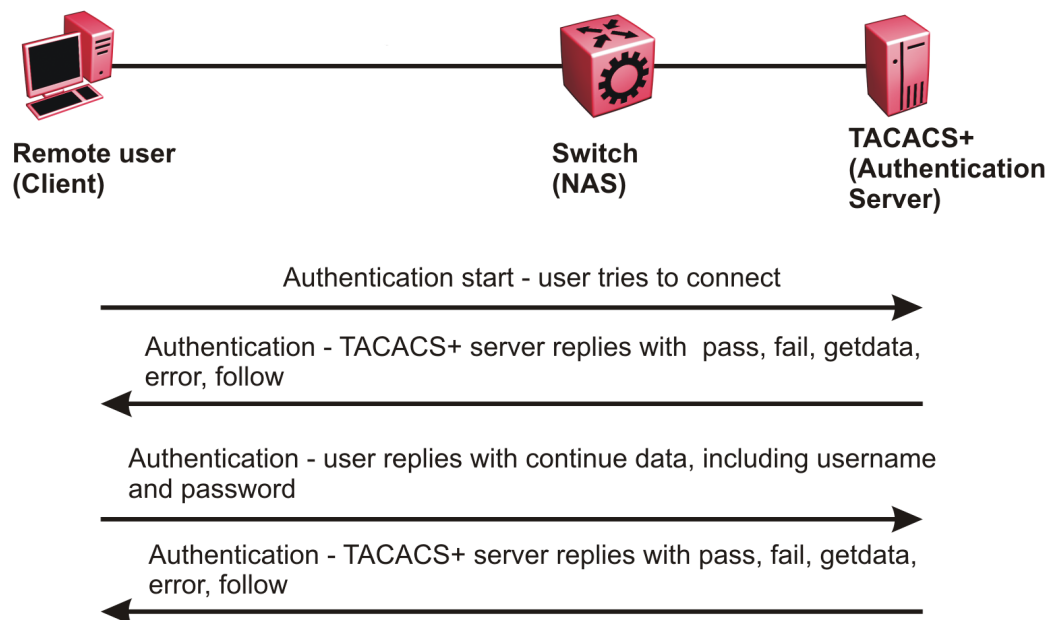 Remote user
(Client)
Switch
(NAS)
TACACS+
(Authentication
Server)
Authentication start - user tries to connect
Authentication - TACACS+ server replies with  pass, fail, getdata,
error, follow
Authentication - user replies with continue data, including username
and password
Authentication - TACACS+ server replies with pass, fail, getdata,
error, follow